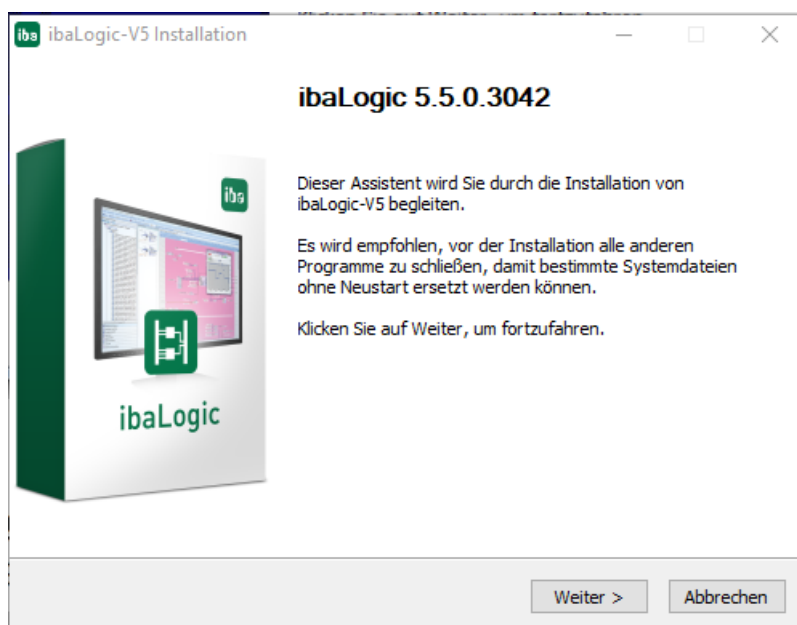 iba ibaLogic-V5 Installation
ibaLogic 5.5.0.3042
iba
Dieser Assistent wird Sie durch die Installation von
ibaLogic-V5 begleiten.
Es wird empfohlen, vor der Installation alle anderen
Programme zu schließen, damit bestimmte Systemdateien
ohne Neustart ersetzt werden können.
Klicken Sie auf Weiter, um fortzufahren.
ibaLogic
Weiter >
Abbrechen